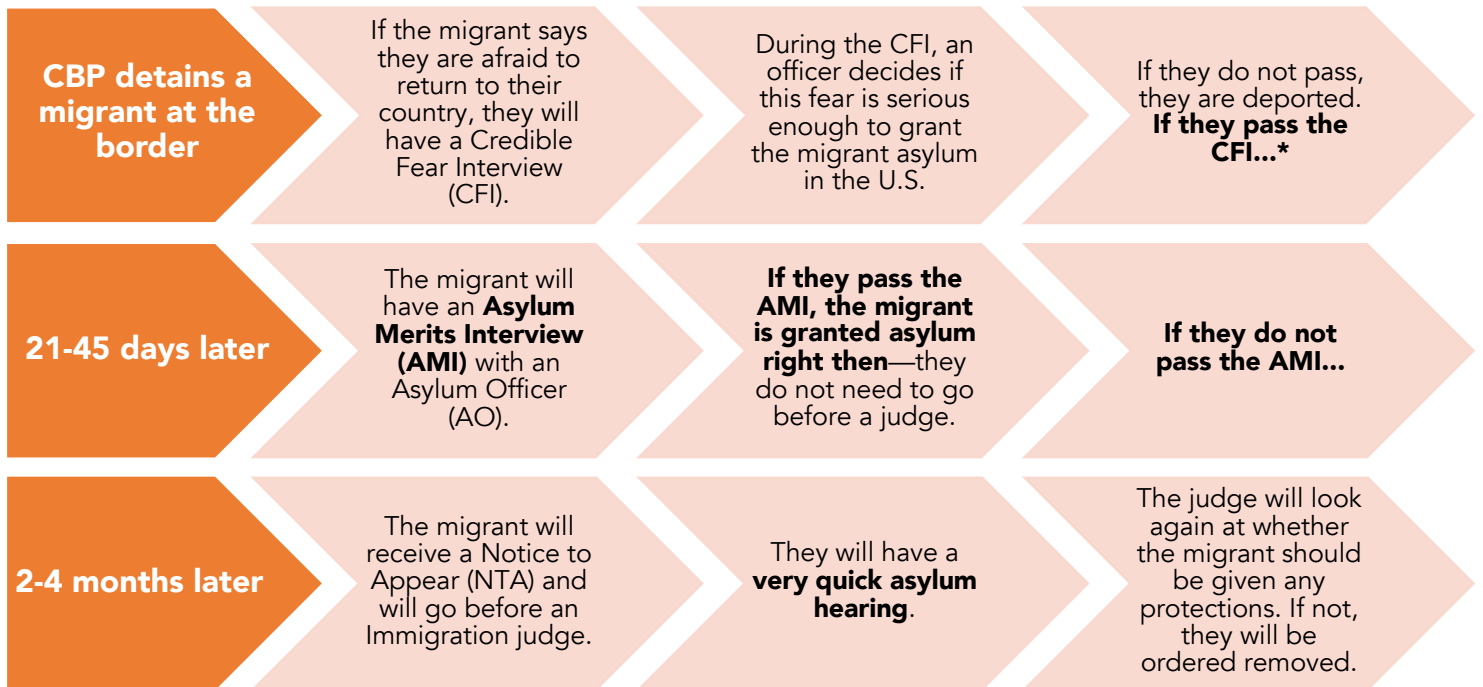 CBP detains a
migrant at the
border
If the migrant says
they are afraid to
return to their
country, they will
have a Credible
Fear Interview
(CFI).
During the CFI, an
officer decides if
this fear is serious
enough to grant
the migrant asylum
in the U.S.
If they do not pass,
they are deported.
If they pass the
CFI...*
21-45 days later
The migrant will
have an Asylum
Merits Interview
(AMI) with an
Asylum Officer
(AO).
If they pass the
AMI, the migrant
is granted asylum
right then—they
do not need to go
before a judge.
If they do not
pass the AMI...
2-4 months later
The migrant will
receive a Notice to
Appear (NTA) and
will go before an
Immigration judge.
They will have a
very quick asylum
hearing.
The judge will look
again at whether
the migrant should
be given any
protections. If not,
they will be
ordered removed.